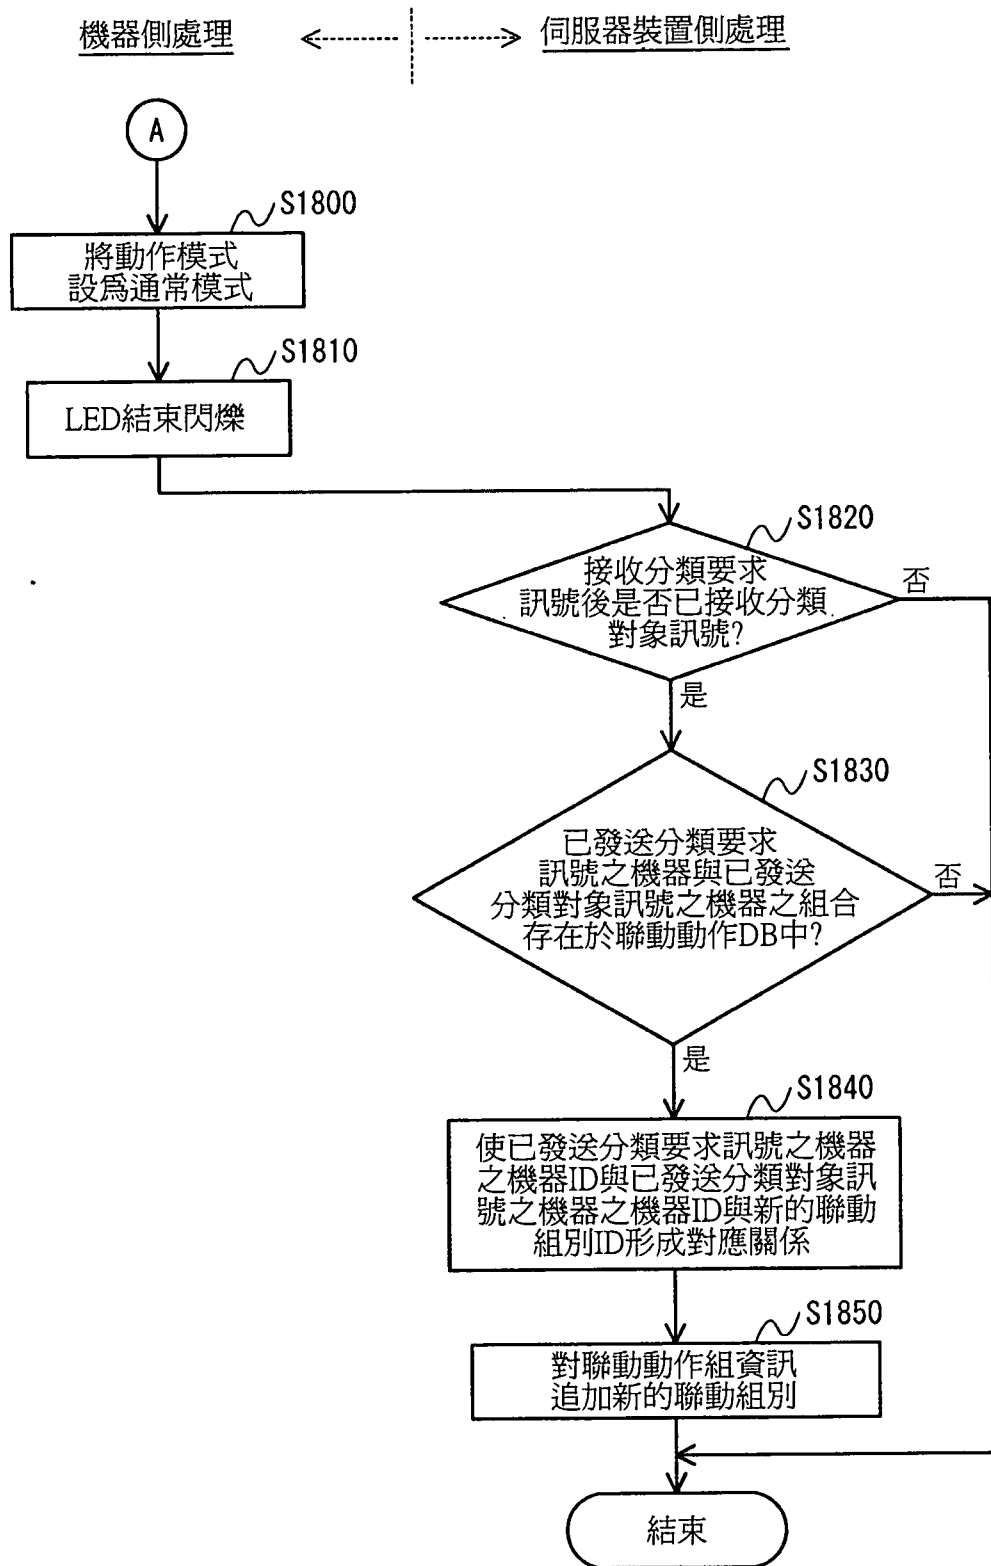 機器側處理
伺服器裝置側處理
A
S1800
將動作模式
設爲通常模式
S1810
LED結束閃爍
S1820
接收分類要求
訊號後是否已接收分類
對象訊號?
否
是
S1830
已發送分類要求
訊號之機器與已發送
分類對象訊號之機器之組合
存在於聯動動作DB中?
否
是
S1840
使已發送分類要求訊號之機器
之機器ID與已發送分類對象訊
號之機器之機器ID與新的聯動
組別ID形成對應關係
S1850
對聯動動作組資訊
追加新的聯動組別
結束